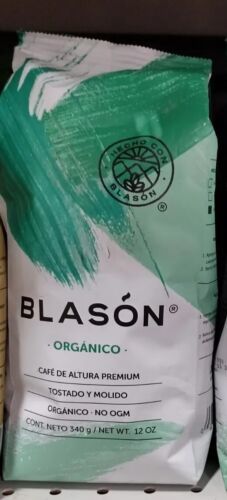 HECHO CON
BLASÓN
®
BLASÓN®
· ORGÁNICO ·
CAFÉ DE ALTURA PREMIUM
TOSTADO Y MOLIDO
ORGÁNICO - NO OGM
CONT. NETO 340 g / NET WT. 12 OZ